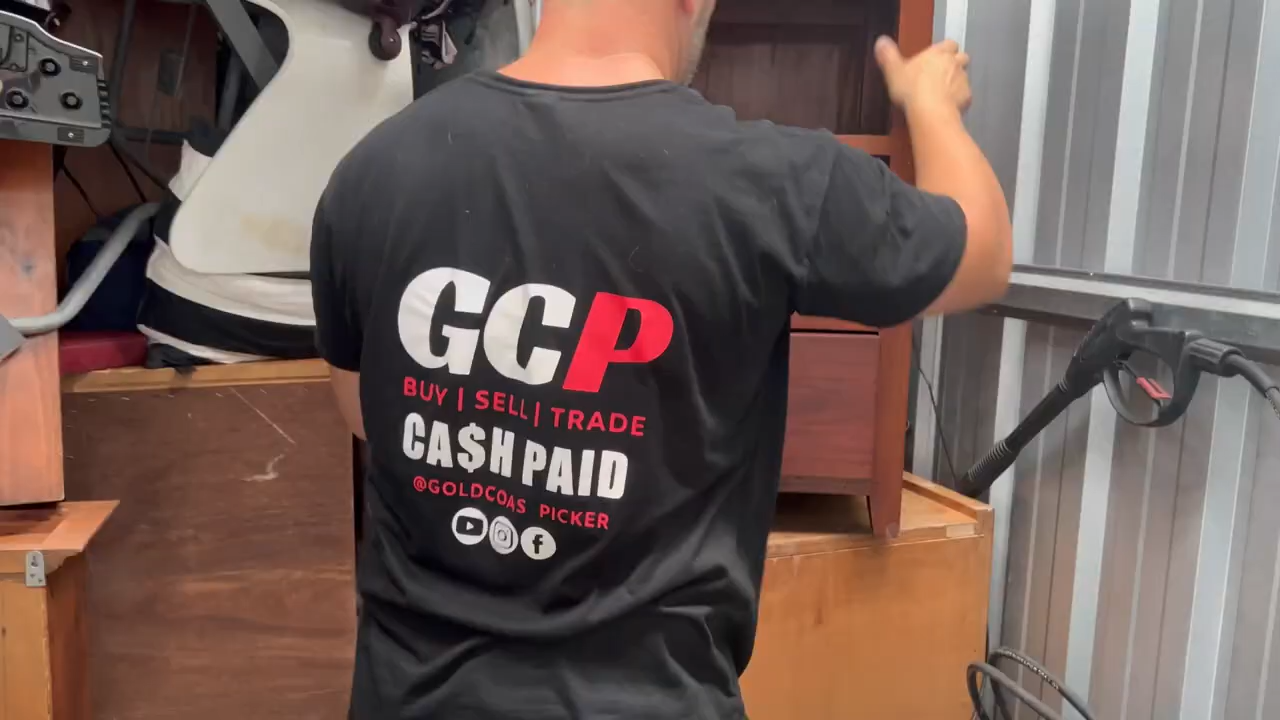 GCP
BUY | SELL | TRADE
CA$H PAID
@GOLDCOAS PICKER